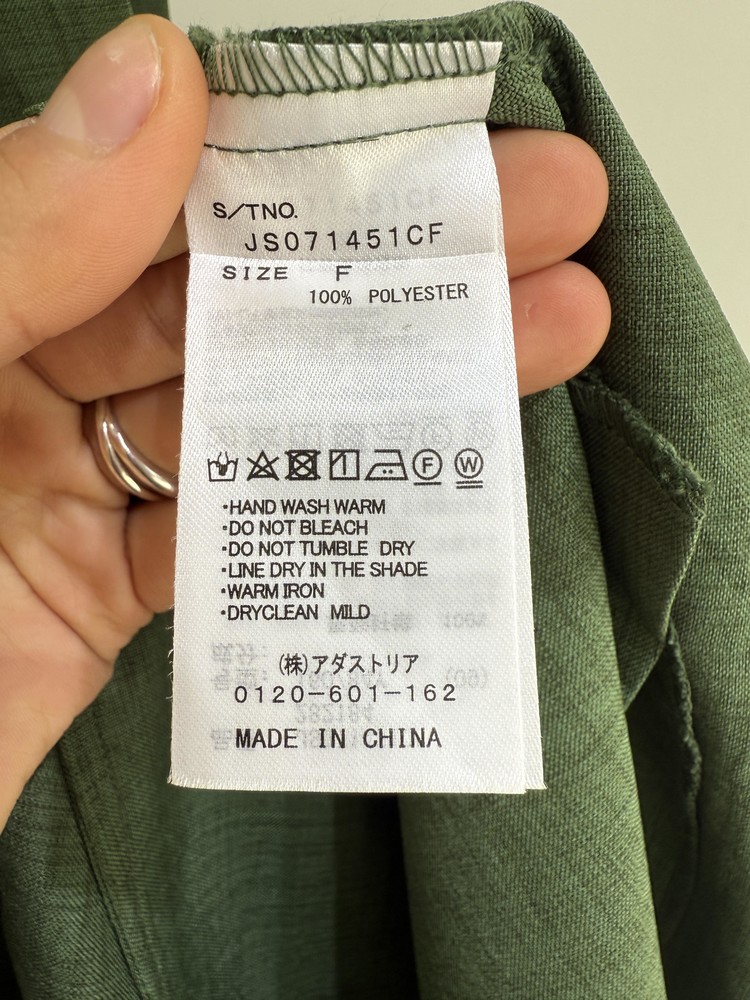 S/TNO.
JS071451CF
SIZE F
100% POLYESTER
F W
・HAND WASH WARM
・DO NOT BLEACH
・DO NOT TUMBLE DRY
・LINE DRY IN THE SHADE
・WARM IRON
・DRYCLEAN MILD
(株)アダストリア
0120-601-162
MADE IN CHINA